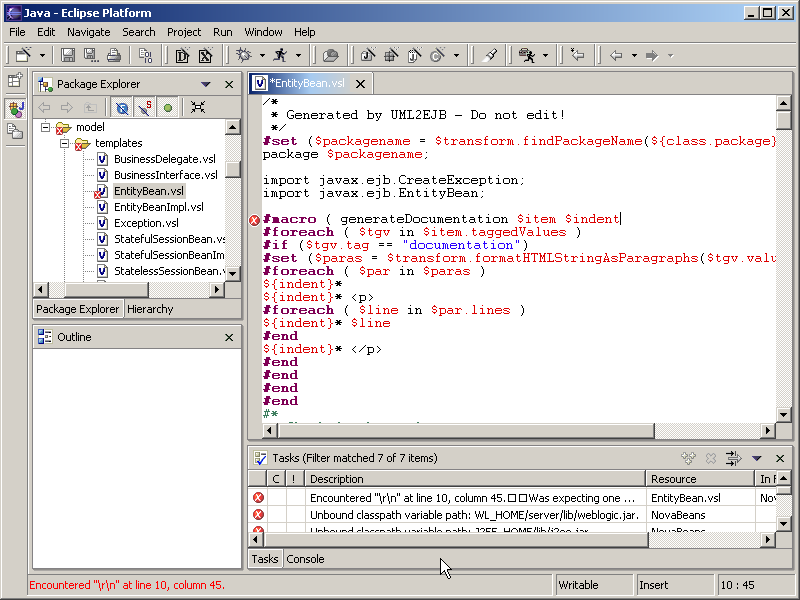 Java - Eclipse Platform
File Edit Navigate Search Project Run Window Help
Package Explorer
model
templates
BusinessDelegate.vsl
BusinessInterface.vsl
EntityBean.vsl
EntityBeanImpl.vsl
Exception.vsl
StatefulSessionBean.vs
StatefulSessionBeanIm
StatelessSessionBean.v
Package Explorer Hierarchy
Outline
*EntityBean.vsl
/*
* Generated by UML2EJB - Do not edit!
*/
#set ($packagename = $transform.findPackageName(${class.package}
package $packagename;
import javax.ejb.CreateException;
import javax.ejb.EntityBean;
#macro ( generateDocumentation $item $indent
#foreach ( $tgv in $item.taggedValues )
#if ($tgv.tag == "documentation")
#set ($paras = $transform.formatHTMLStringAsParagraphs($tgv.valu
#foreach ( $par in $paras )
${indent}*
${indent}* <p>
#foreach ( $line in $par.lines )
${indent}* $line
#end
${indent}* </p>
#end
#end
#end
#end
#*
Tasks (Filter matched 7 of 7 items)
C ! Description Resource In F
Encountered "\r\n" at line 10, column 45.□□Was expecting one ... EntityBean.vsl Nov
Unbound classpath variable path: WL_HOME/server/lib/weblogic.jar. NovaBeans
Unbound classpath variable path: J2EE_HOME/lib/j2ee.jar NovaBeans
Tasks Console
Encountered "\r\n" at line 10, column 45. Writable Insert 10 : 45